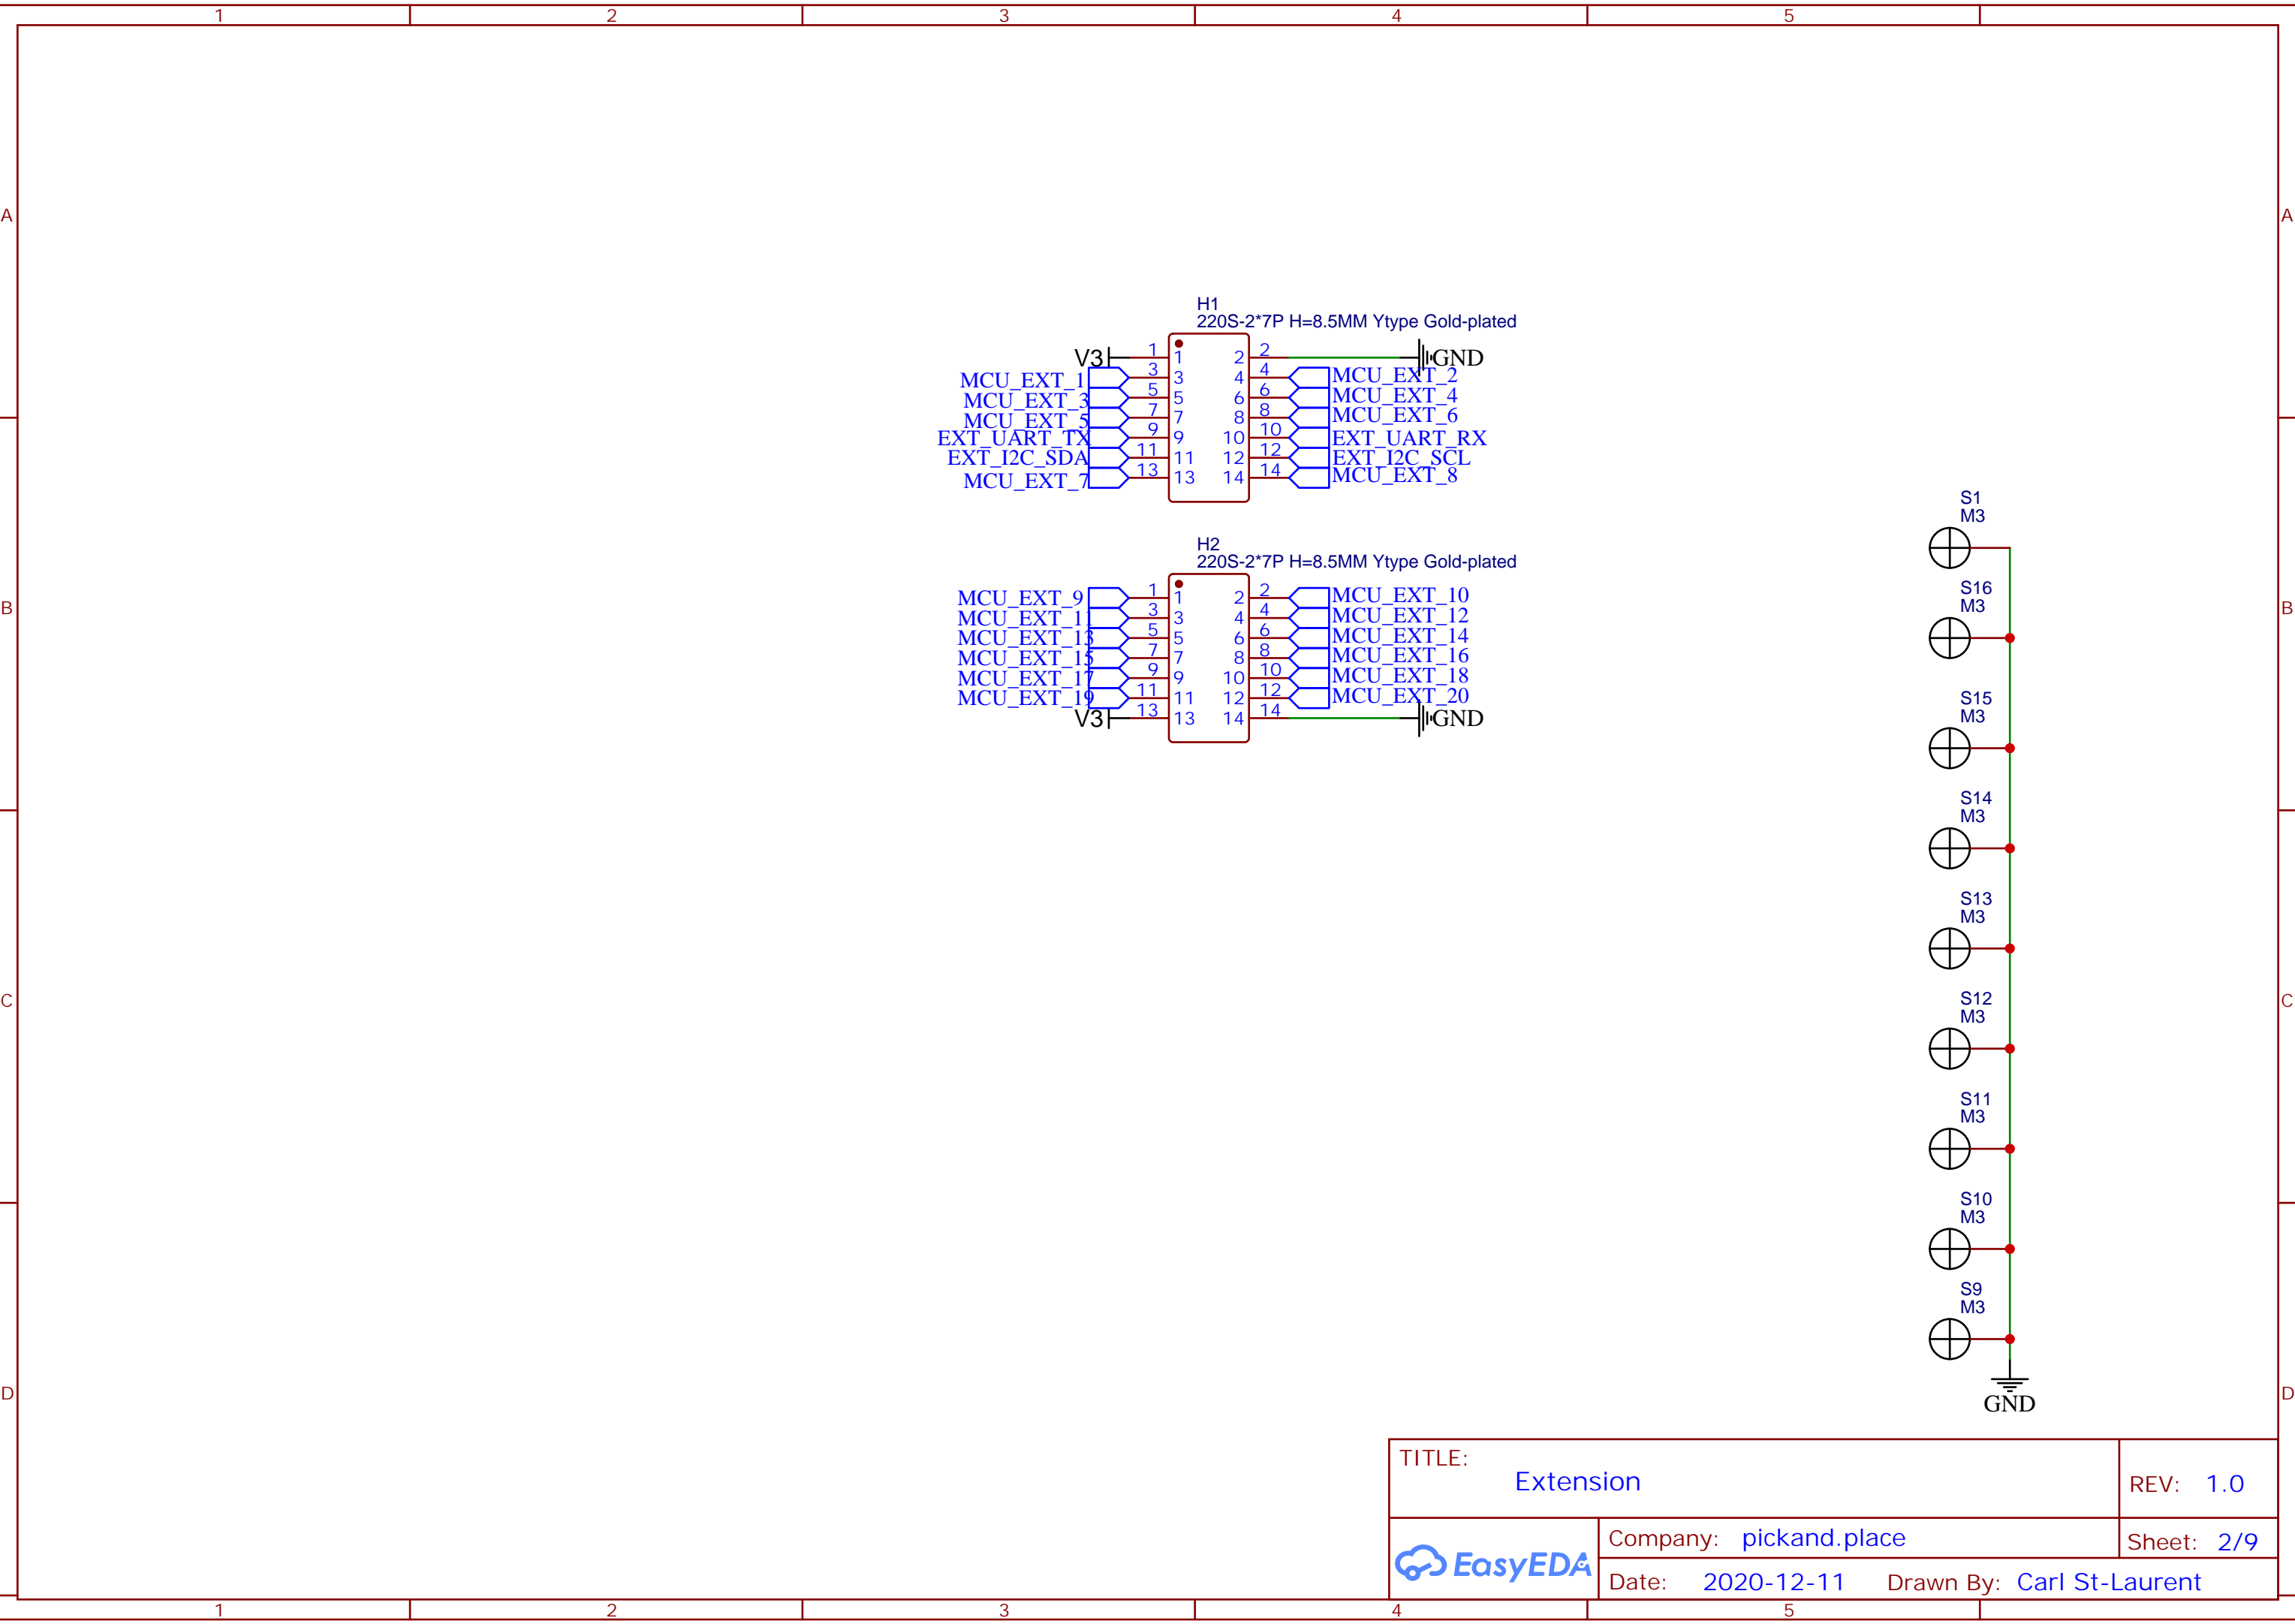 1 2 3 4 5
A A
H1
220S-2*7P H=8.5MM Ytype Gold-plated
V3 1 1 2 2 GND
MCU_EXT_1 3 3 4 4 MCU_EXT_2
MCU_EXT_3 5 5 6 6 MCU_EXT_4
MCU_EXT_5 7 7 8 8 MCU_EXT_6
EXT_UART_TX 9 9 10 10 EXT_UART_RX
EXT_I2C_SDA 11 11 12 12 EXT_I2C_SCL
MCU_EXT_7 13 13 14 14 MCU_EXT_8
S1
M3
H2
220S-2*7P H=8.5MM Ytype Gold-plated
B B
MCU_EXT_9 1 1 2 2 MCU_EXT_10
MCU_EXT_11 3 3 4 4 MCU_EXT_12
MCU_EXT_13 5 5 6 6 MCU_EXT_14
MCU_EXT_15 7 7 8 8 MCU_EXT_16
MCU_EXT_17 9 9 10 10 MCU_EXT_18
MCU_EXT_19 11 11 12 12 MCU_EXT_20
V3 13 13 14 14 GND
S16
M3
S15
M3
S14
M3
S13
M3
C C
S12
M3
S11
M3
S10
M3
S9
M3
D D
GND
TITLE:
Extension
REV: 1.0
EasyEDA
Company: pickand.place
Sheet: 2/9
Date: 2020-12-11 Drawn By: Carl St-Laurent
1 2 3 4 5